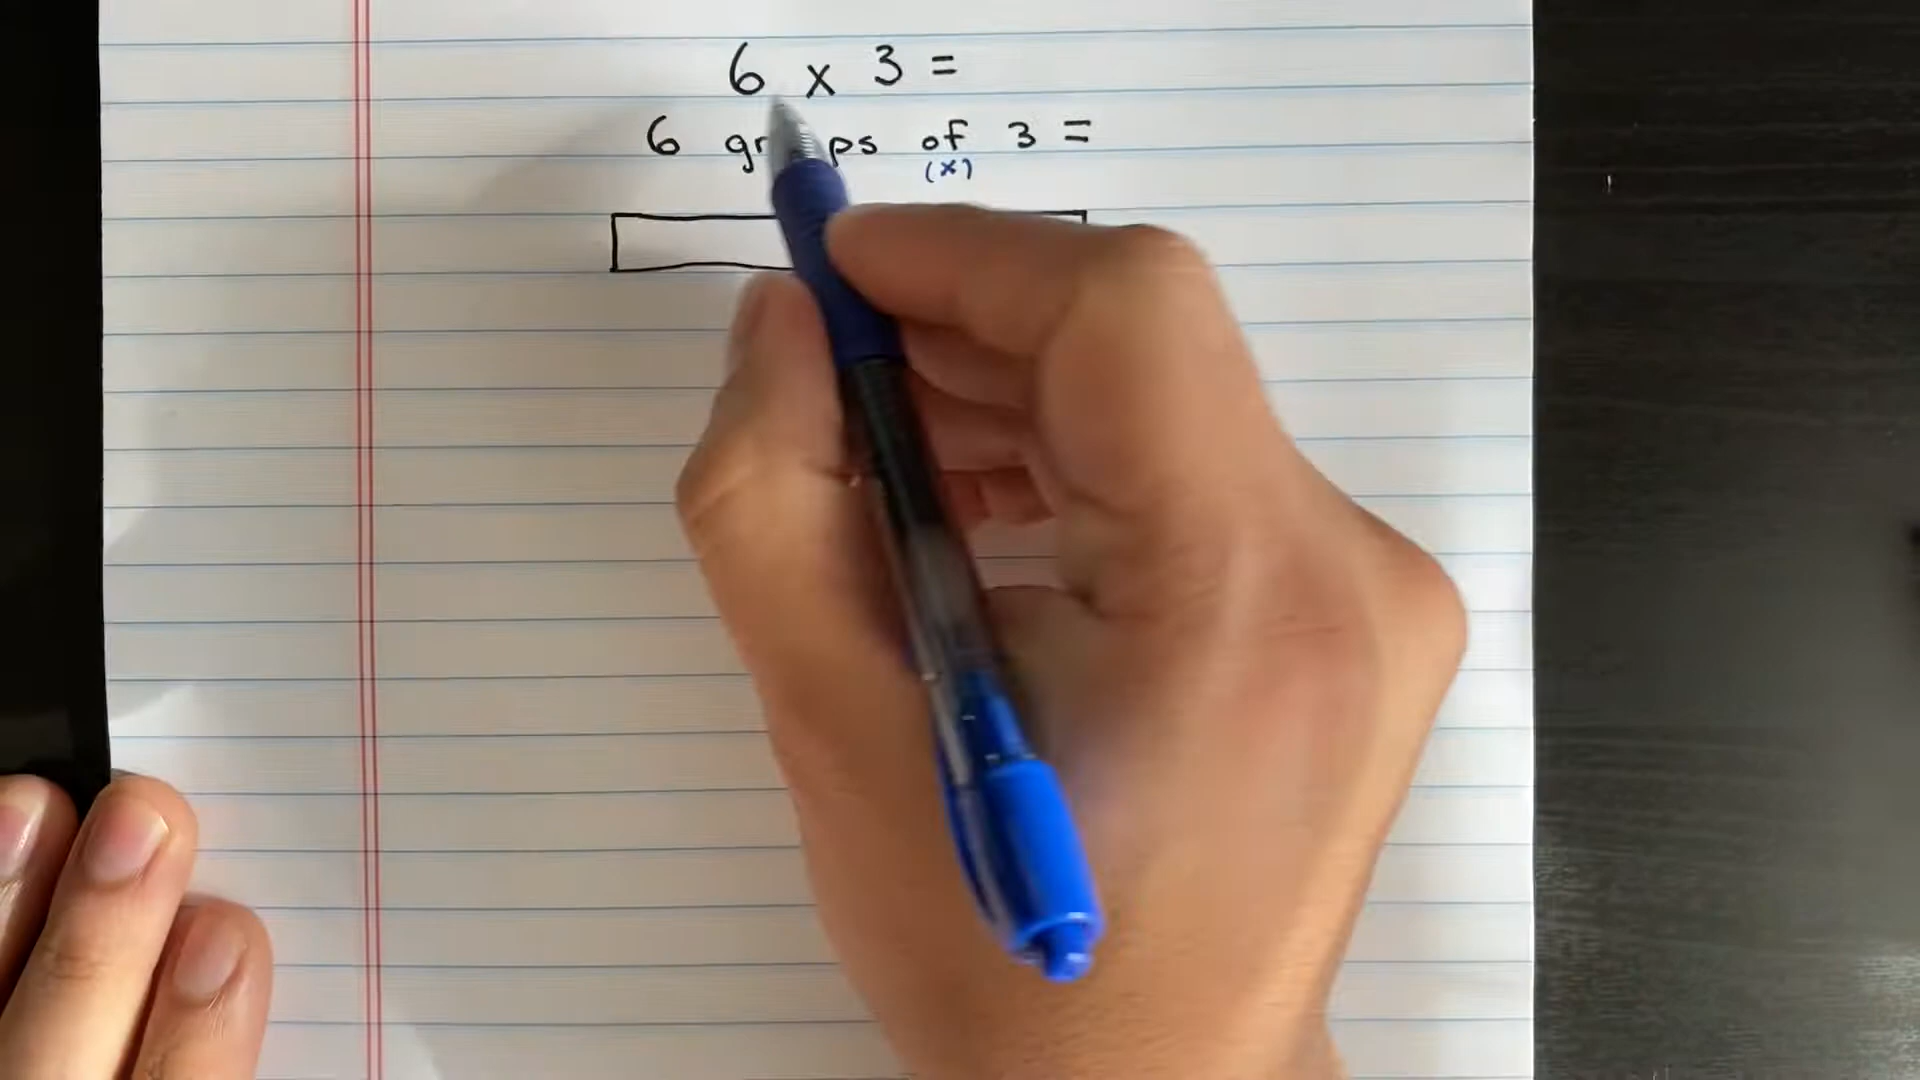 6 x 3 =
6 of 3 =
(x)